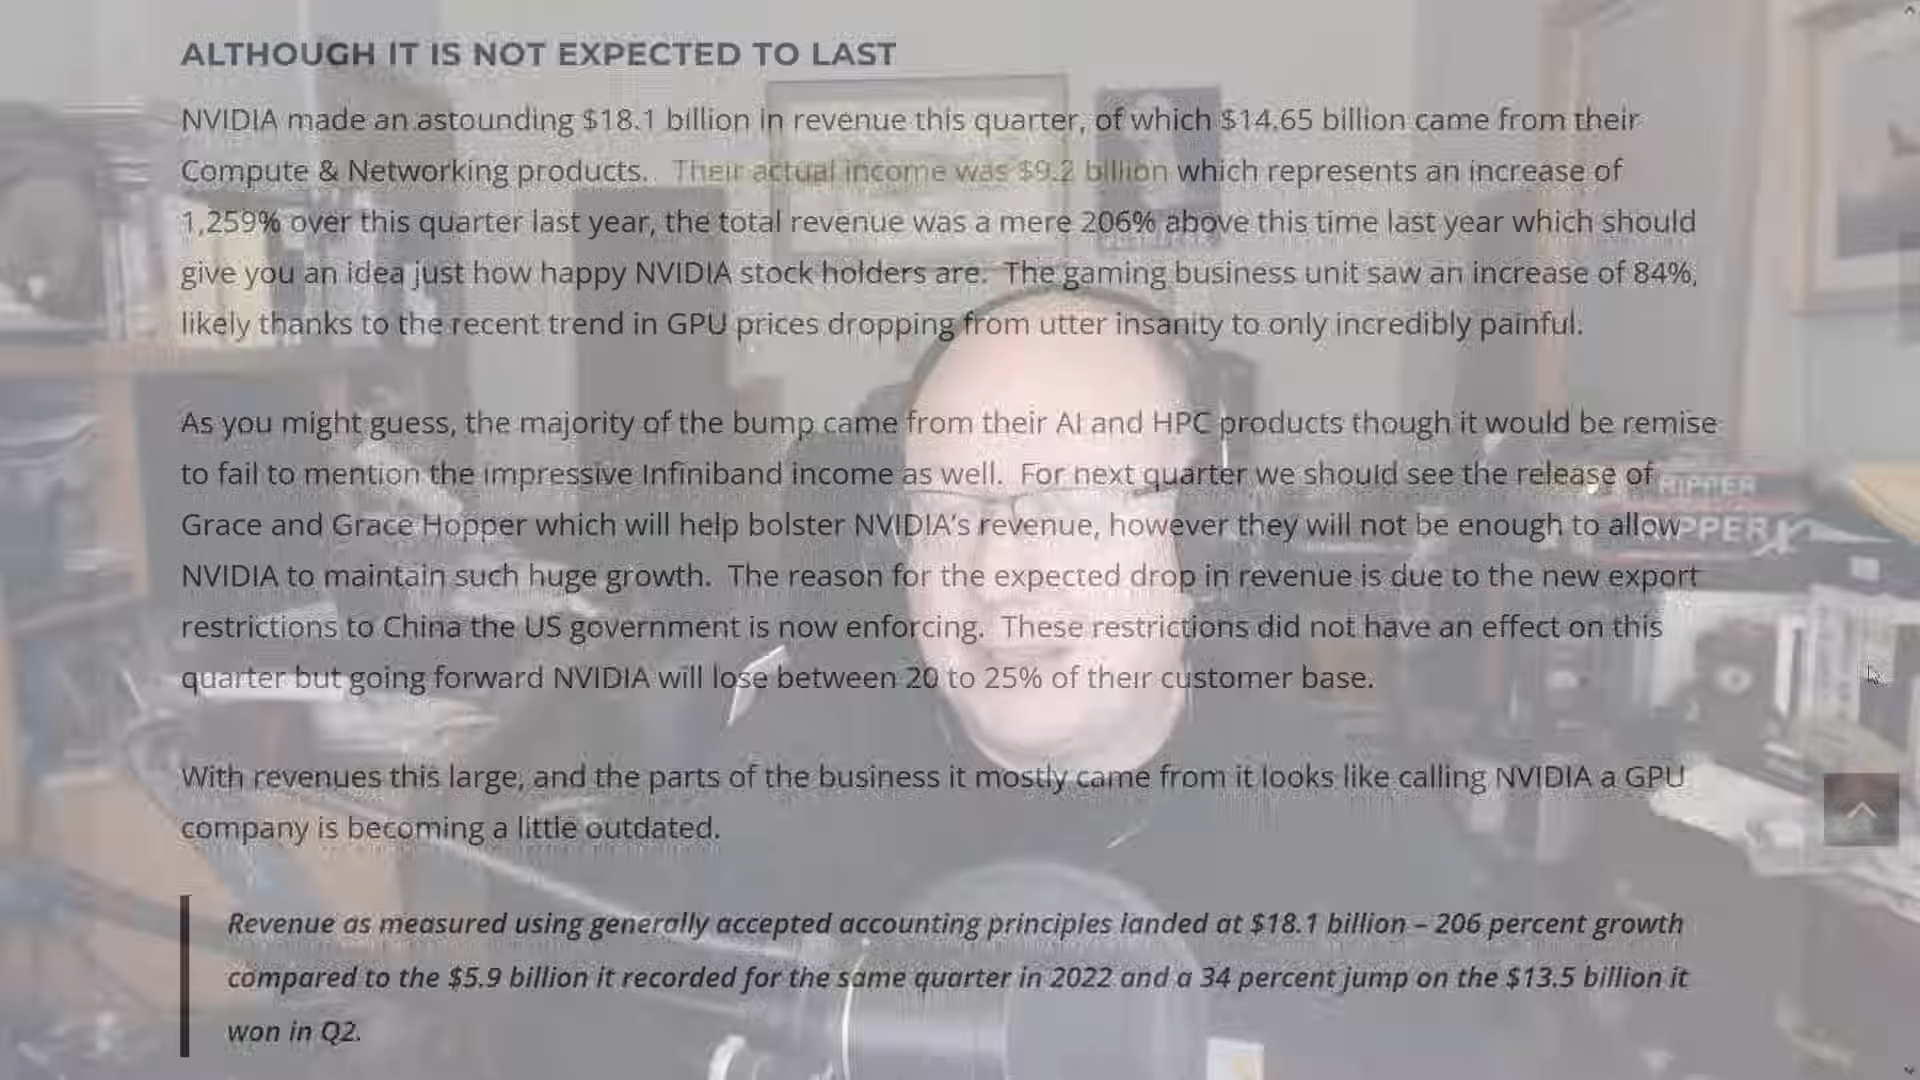 ALTHOUGH IT IS NOT EXPECTED TO LAST
NVIDIA made an astounding $18.1 billion in revenue this quarter, of which $14.65 billion came from their
Compute & Networking products. Their actual income was $9.2 billion which represents an increase of
1,259% over this quarter last year, the total revenue was a mere 206% above this time last year which should
give you an idea just how happy NVIDIA stock holders are. The gaming business unit saw an increase of 84%,
likely thanks to the recent trend in GPU prices dropping from utter insanity to only incredibly painful.
As you might guess, the majority of the bump came from their AI and HPC products though it would be remise
to fail to mention the impressive Infiniband income as well. For next quarter we should see the release of
Grace and Grace Hopper which will help bolster NVIDIA's revenue, however they will not be enough to allow
NVIDIA to maintain such huge growth. The reason for the expected drop in revenue is due to the new export
restrictions to China the US government is now enforcing. These restrictions did not have an effect on this
quarter but going forward NVIDIA will lose between 20 to 25% of their customer base.
With revenues this large, and the parts of the business it mostly came from it looks like calling NVIDIA a GPU
company is becoming a little outdated.
Revenue as measured using generally accepted accounting principles landed at $18.1 billion – 206 percent growth
compared to the $5.9 billion it recorded for the same quarter in 2022 and a 34 percent jump on the $13.5 billion it
won in Q2.
RIPPER